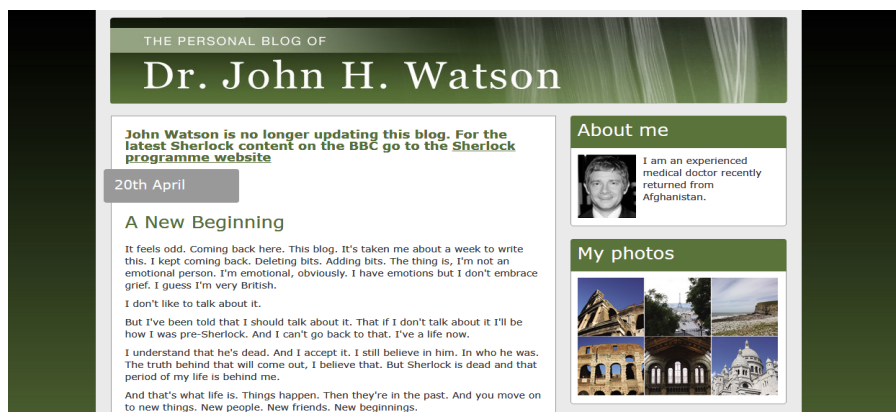 THE PERSONAL BLOG OF
Dr. John H. Watson
John Watson is no longer updating this blog. For the
latest Sherlock content on the BBC go to the Sherlock
programme website
20th April
A New Beginning
It feels odd. Coming back here. This blog. It's taken me about a week to write
this. I kept coming back. Deleting bits. Adding bits. The thing is, I'm not an
emotional person. I'm emotional, obviously. I have emotions but I don't embrace
grief. I guess I'm very British.
I don't like to talk about it.
But I've been told that I should talk about it. That if I don't talk about it I'll be
how I was pre-Sherlock. And I can't go back to that. I've a life now.
I understand that he's dead. And I accept it. I still believe in him. In who he was.
The truth behind that will come out, I believe that. But Sherlock is dead and that
period of my life is behind me.
And that's what life is. Things happen. Then they're in the past. And you move on
to new things. New people. New friends. New beginnings.
About me
I am an experienced
medical doctor recently
returned from
Afghanistan.
My photos